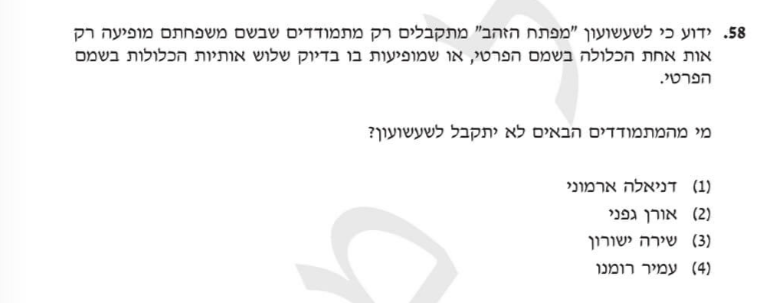 58. ידוע כי לשעשועון "מפתח הזהב" מתקבלים רק מתמודדים שבשם משפחתם מופיעה רק
אות אחת הכלולה בשמם הפרטי, או שמופיעות בו בדיוק שלוש אותיות הכלולות בשמם
הפרטי.
מי מהמתמודדים הבאים לא יתקבל לשעשועון?
(1) דניאלה ארמוני
(2) אורן גפני
(3) שירה ישורון
(4) עמיר רומנו